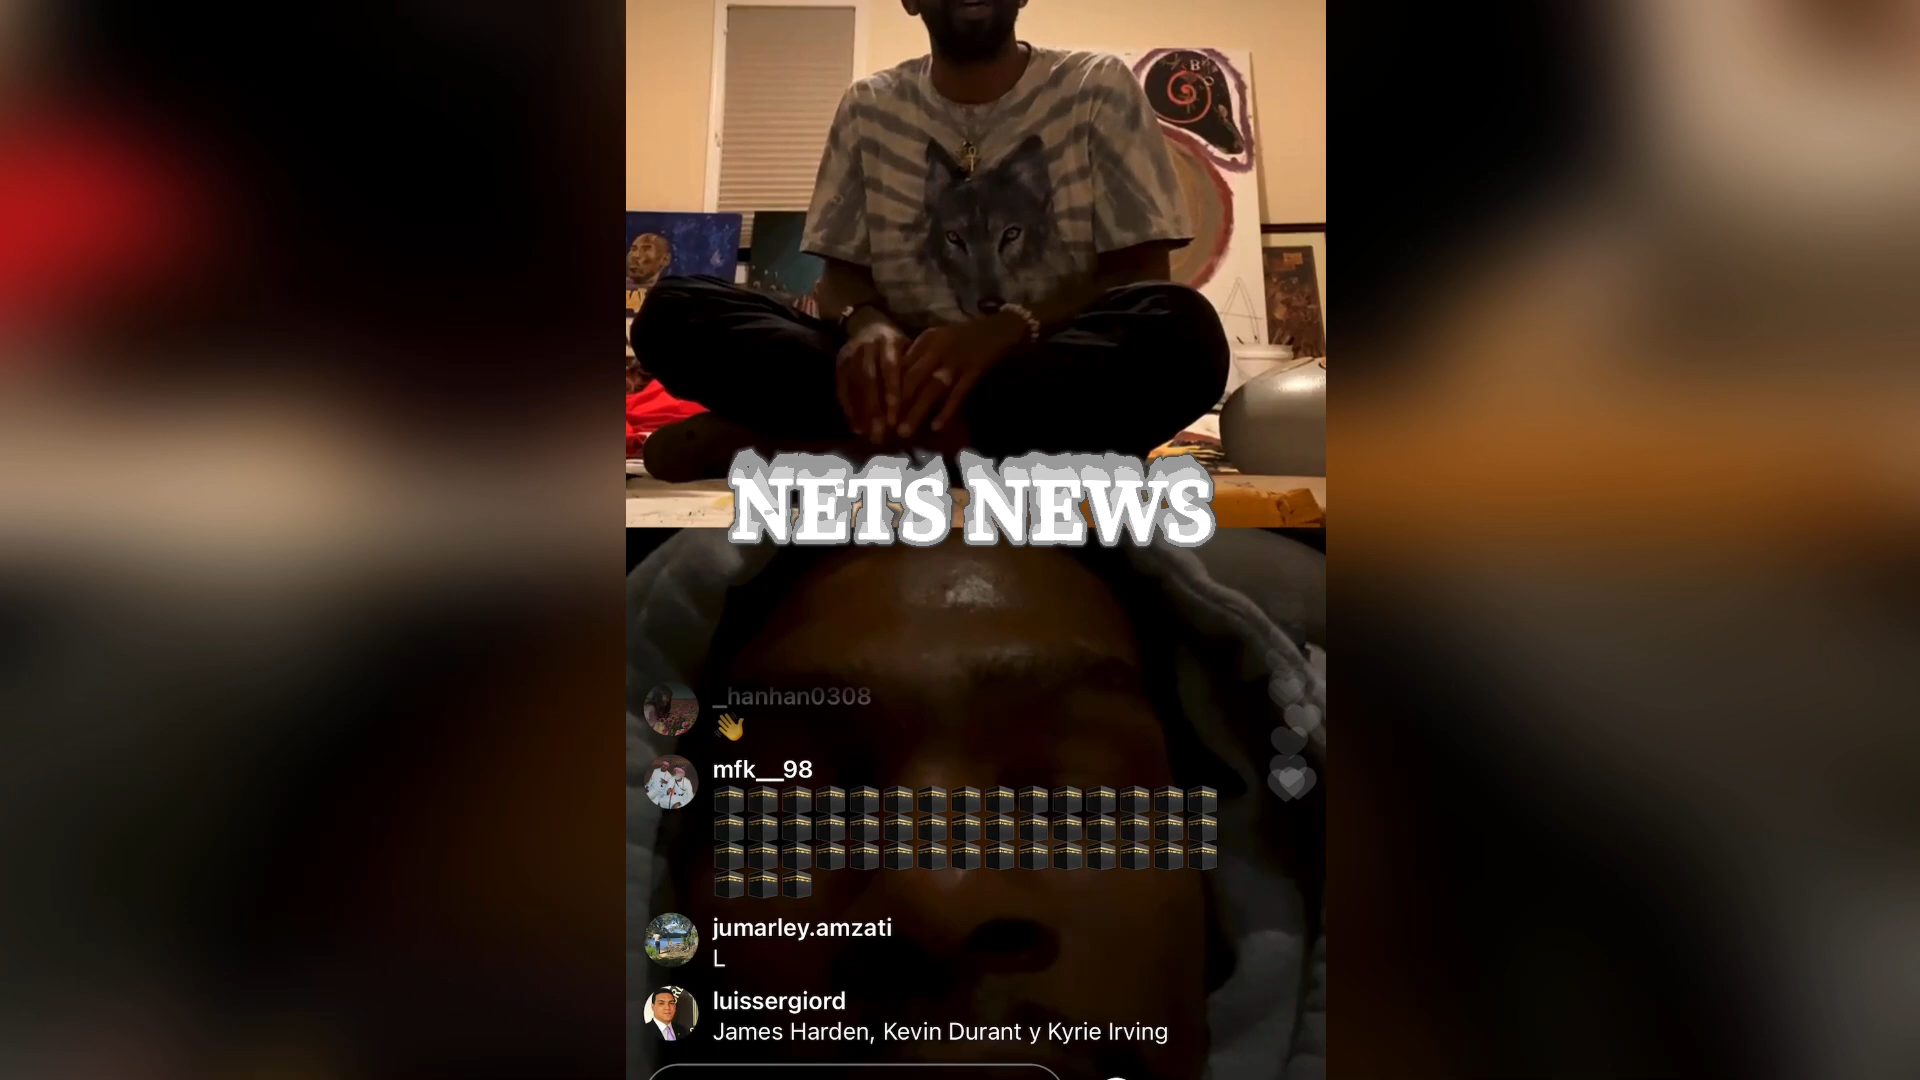 NETS NEWS
_hanhan0308
👋
mfk__98
🕋🕋🕋🕋🕋🕋🕋🕋🕋🕋🕋🕋🕋🕋🕋
🕋🕋🕋🕋🕋🕋🕋🕋🕋🕋🕋🕋🕋🕋🕋
🕋🕋🕋🕋🕋🕋🕋🕋🕋🕋🕋🕋🕋🕋🕋
🕋🕋🕋
jumarley.amzati
L
luissergiord
James Harden, Kevin Durant y Kyrie Irving